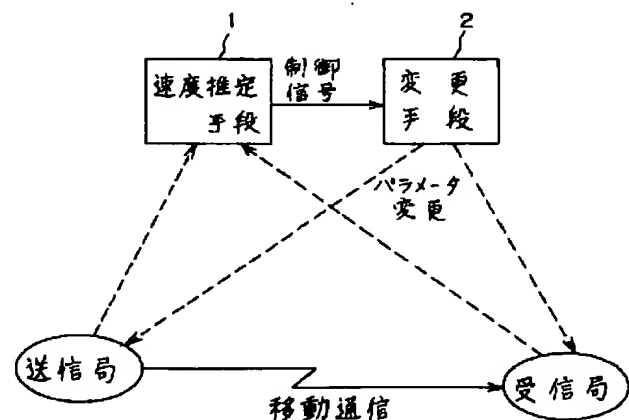 1
2
速度推定
手段
制御
信号
変更
手段
パラメータ
変更
送信局
移動通信
受信局